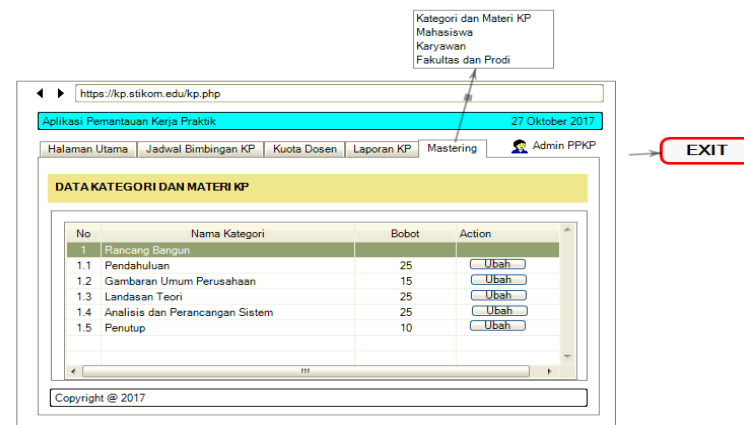 Kategori dan Materi KP
Mahasiswa
Karyawan
Fakultas dan Prodi
https://kp.stikom.edu/kp.php
Aplikasi Pemantauan Kerja Praktik 27 Oktober 2017
Halaman Utama Jadwal Bimbingan KP Kuota Dosen Laporan KP Mastering Admin PPKP
EXIT
DATA KATEGORI DAN MATERI KP
No Nama Kategori Bobot Action
1 Rancang Bangun
1.1 Pendahuluan 25 Ubah
1.2 Gambaran Umum Perusahaan 15 Ubah
1.3 Landasan Teori 25 Ubah
1.4 Analisis dan Perancangan Sistem 25 Ubah
1.5 Penutup 10 Ubah
Copyright @ 2017